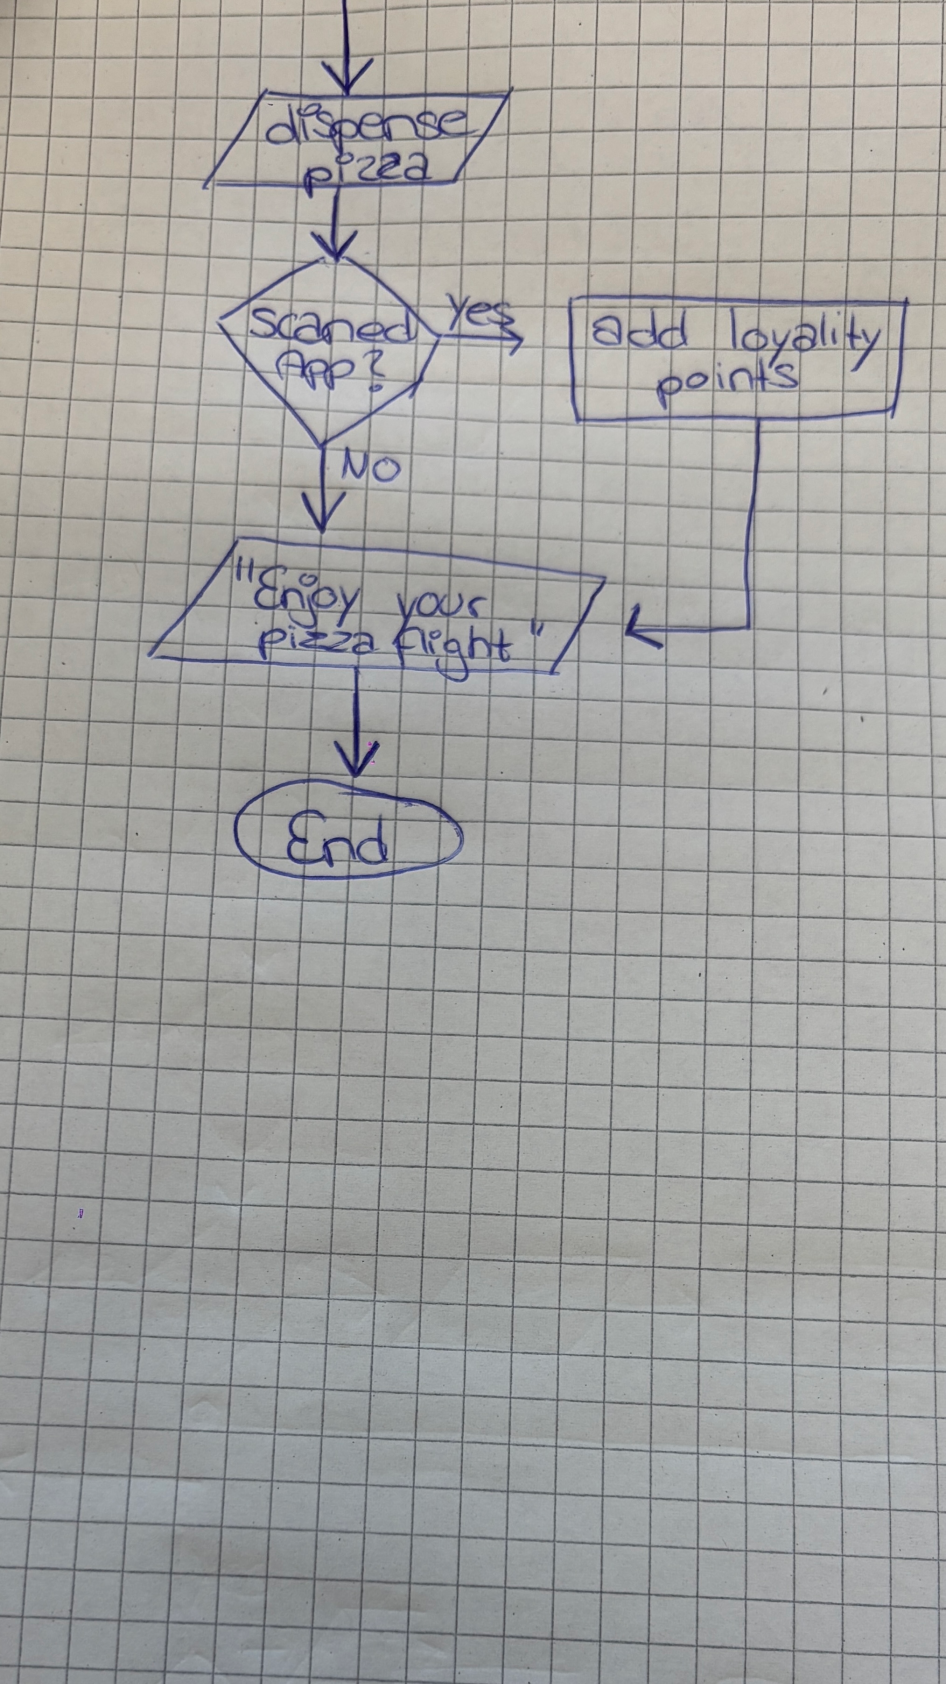 dispense
pizza
scaned
App?
Yes
add loyality
points
NO
"Enjoy your
pizza flight"
End